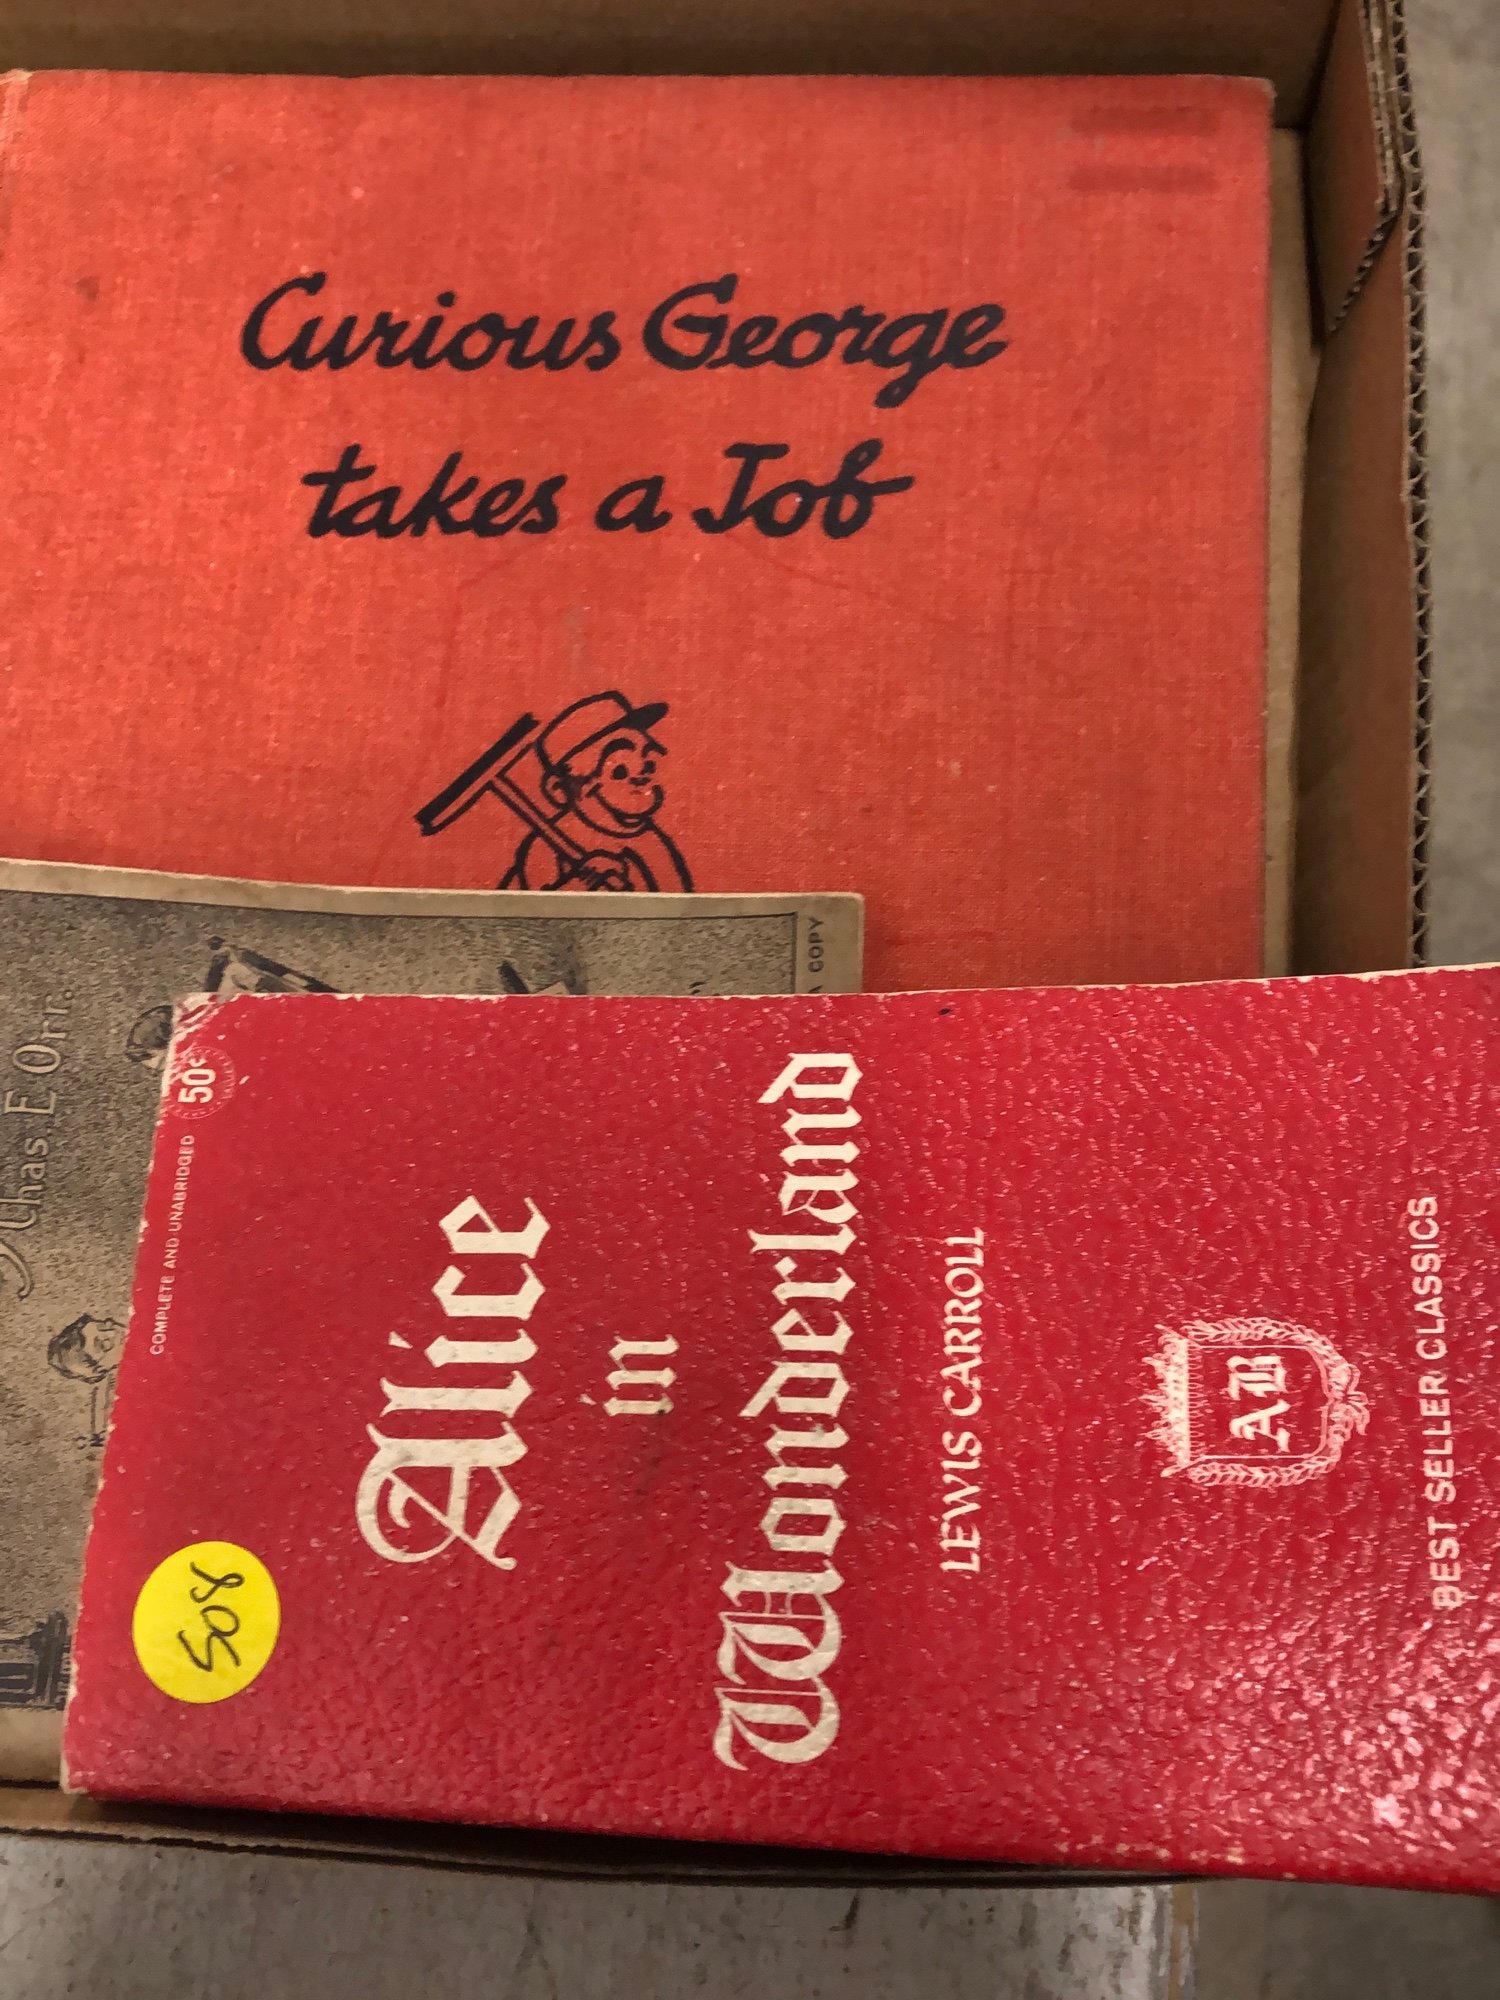 Curious George
takes a Job
A COPY
Chas. E Orr.
50¢
COMPLETE AND UNABRIDGED
Alice
in
Wonderland
LEWIS CARROLL
AB
BEST SELLER CLASSICS
508